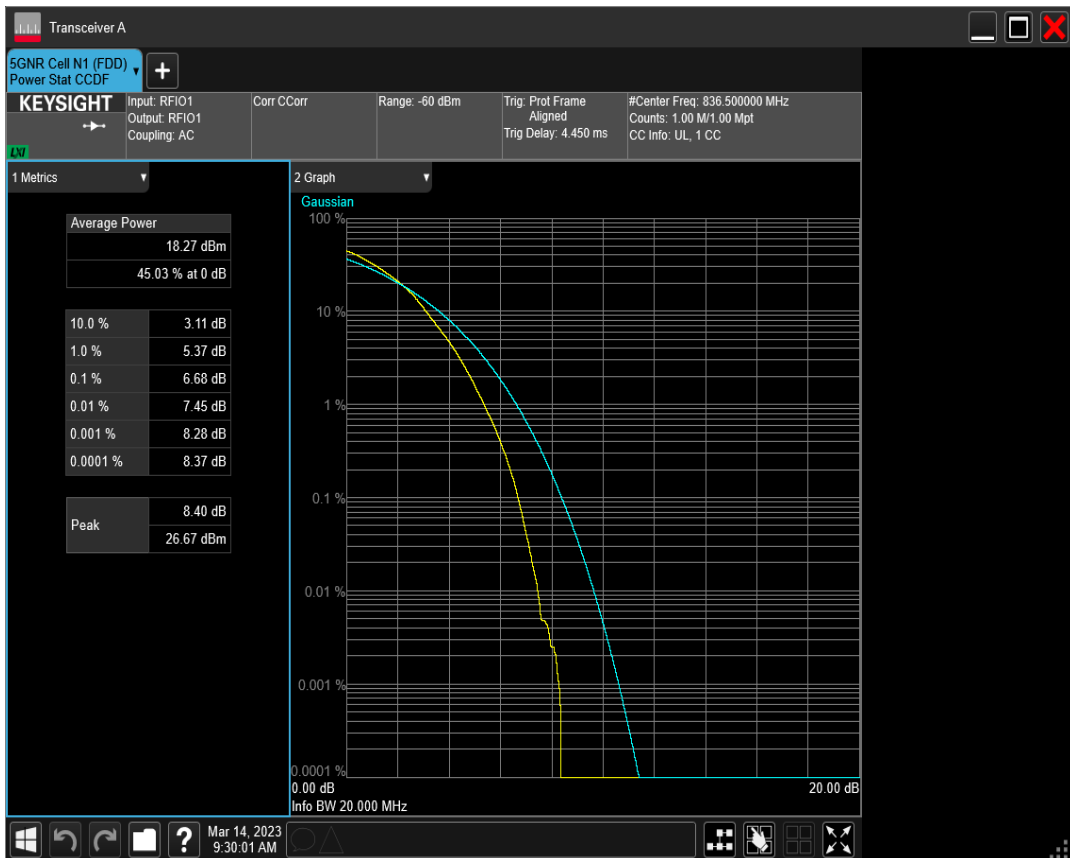 Transceiver A
5GNR Cell N1 (FDD)
Power Stat CCDF
KEYSIGHT
LXI
Input: RFIO1
Output: RFIO1
Coupling: AC
Corr CCorr
Range: -60 dBm
Trig: Prot Frame
Aligned
Trig Delay: 4.450 ms
#Center Freq: 836.500000 MHz
Counts: 1.00 M/1.00 Mpt
CC Info: UL, 1 CC
1 Metrics
Average Power
18.27 dBm
45.03 % at 0 dB
10.0 % 3.11 dB
1.0 % 5.37 dB
0.1 % 6.68 dB
0.01 % 7.45 dB
0.001 % 8.28 dB
0.0001 % 8.37 dB
Peak
8.40 dB
26.67 dBm
2 Graph
Gaussian
100 %
10 %
1 %
0.1 %
0.01 %
0.001 %
0.0001 %
0.00 dB 20.00 dB
Info BW 20.000 MHz
?
Mar 14, 2023
9:30:01 AM